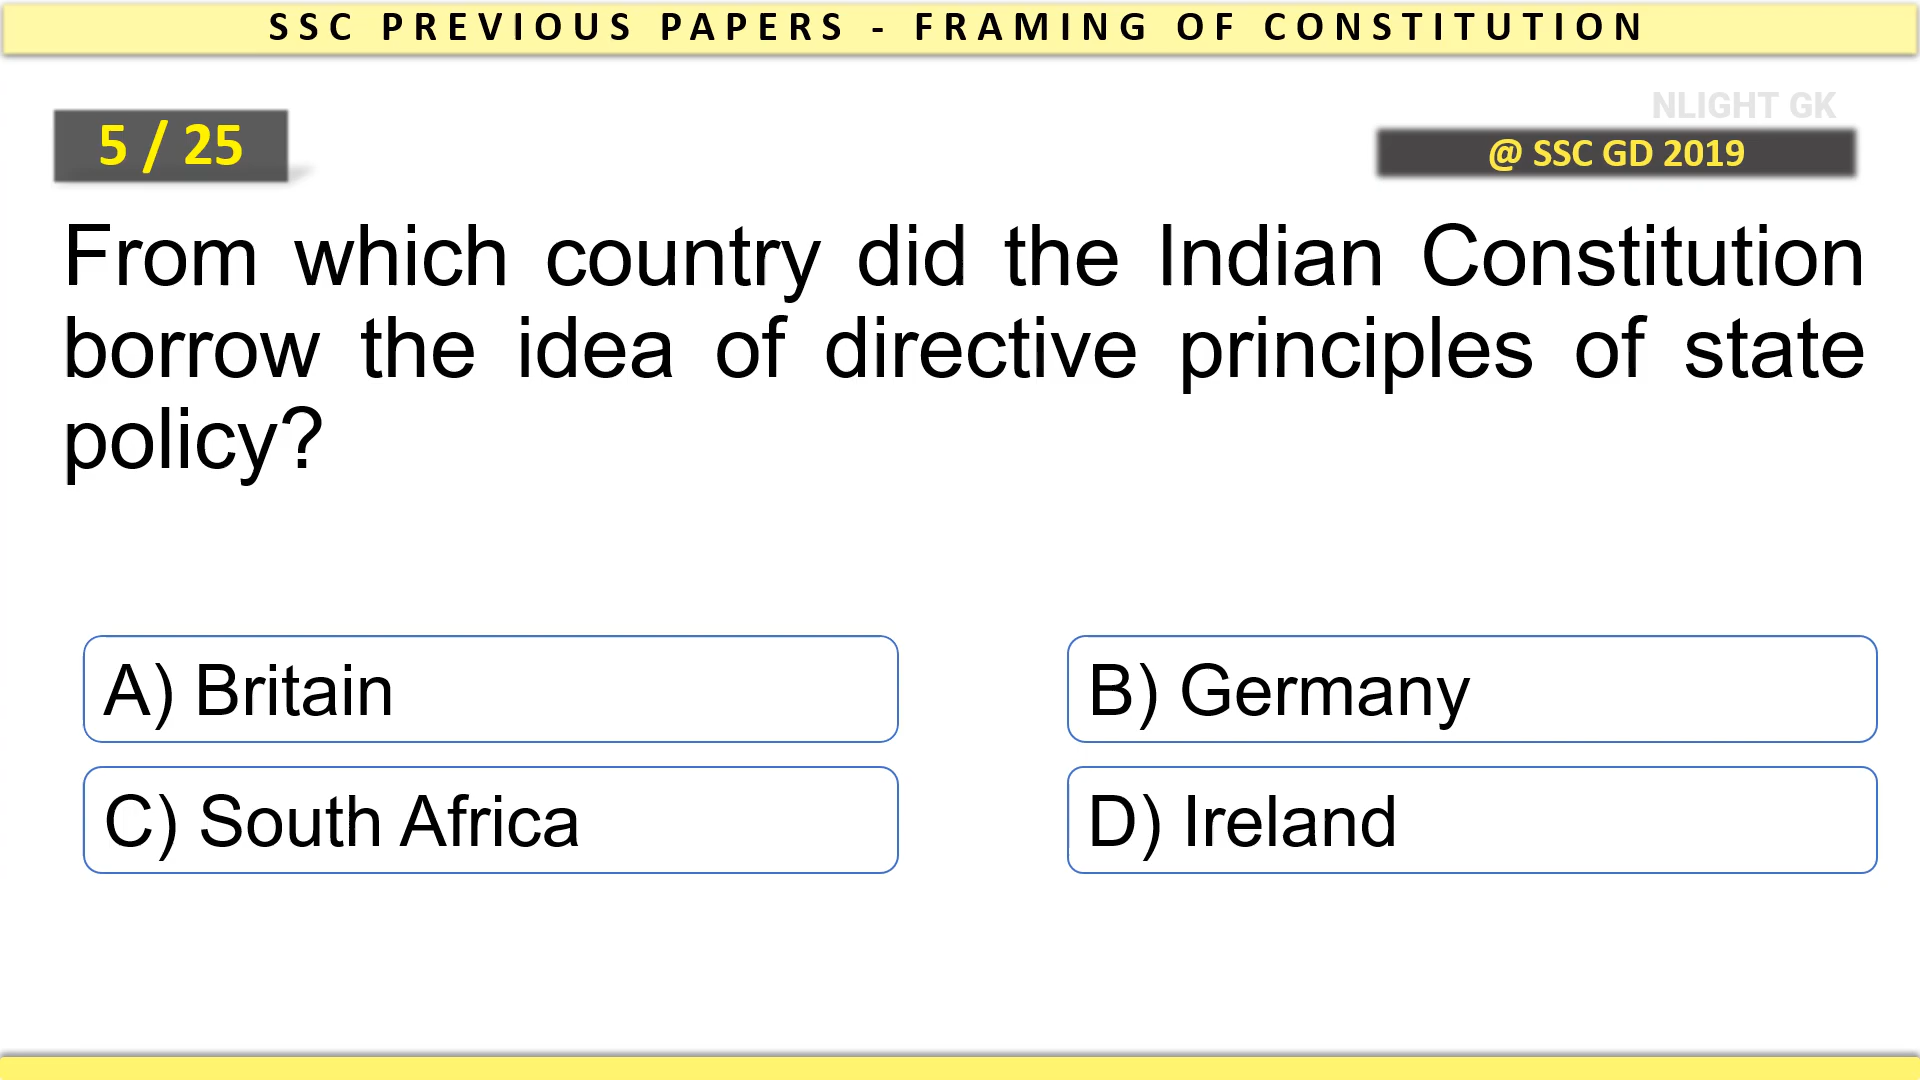 SSC PREVIOUS PAPERS - FRAMING OF CONSTITUTION
NLIGHT GK
5 / 25
@ SSC GD 2019
From which country did the Indian Constitution
borrow the idea of directive principles of state
policy?
A) Britain
B) Germany
C) South Africa
D) Ireland